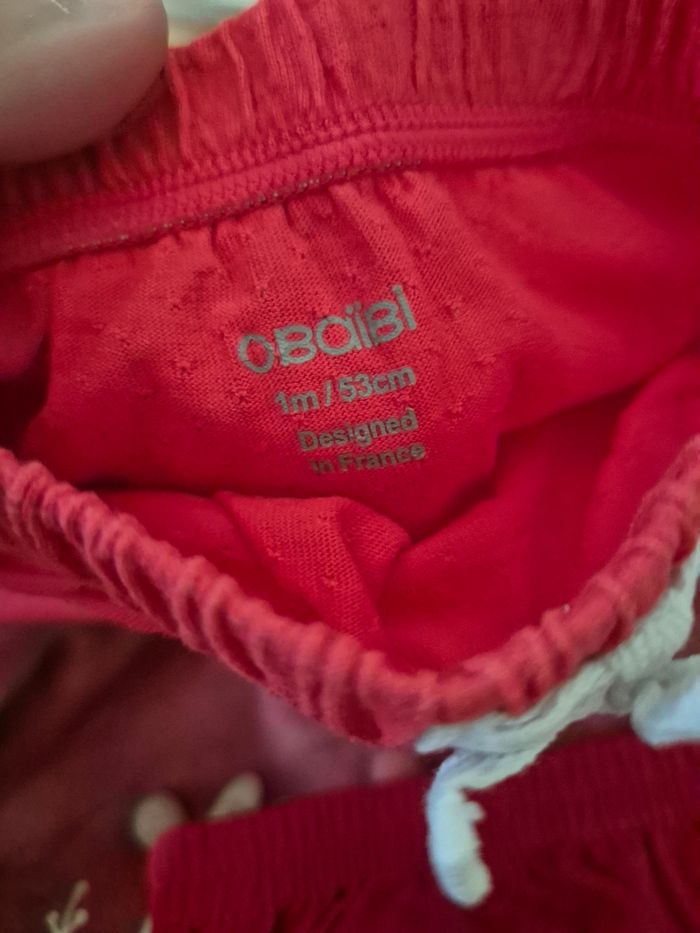 obaïbi
1m / 53cm
Designed
in France